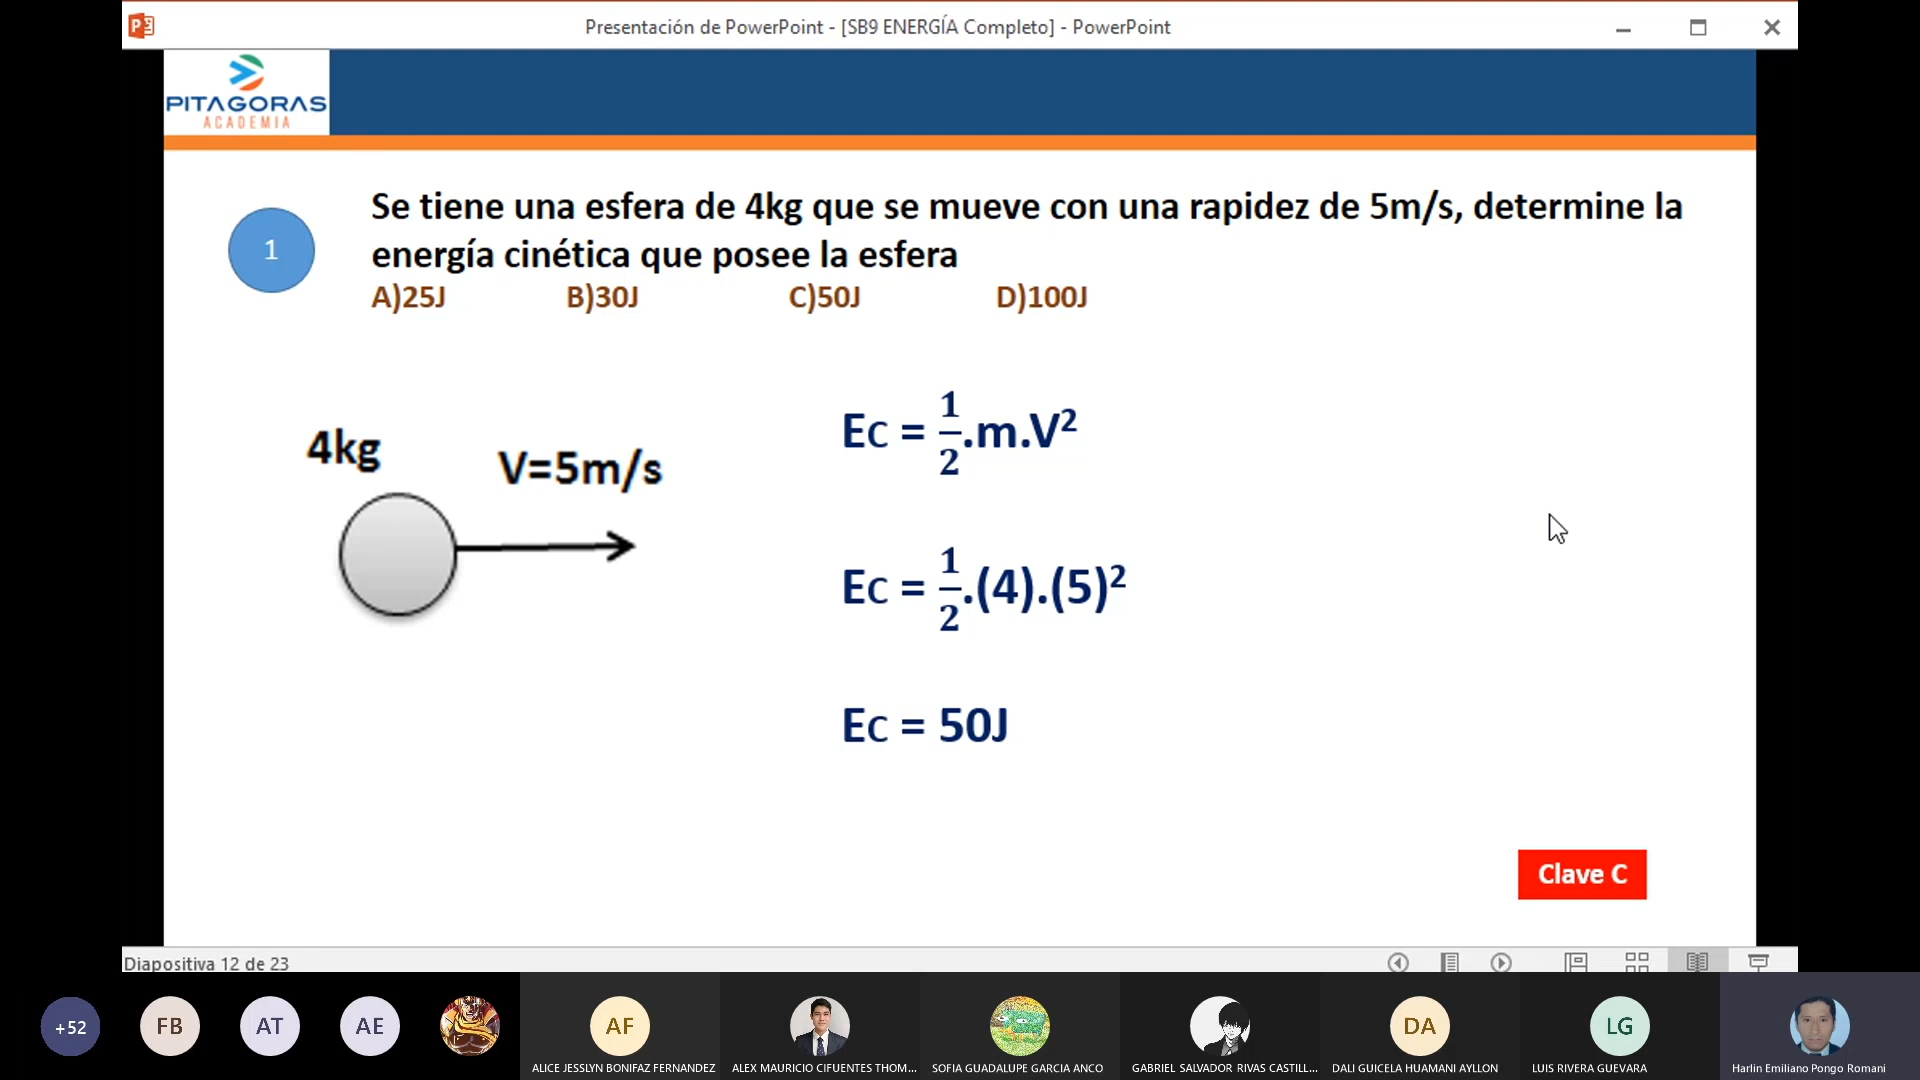 Presentación de PowerPoint - [SB9 ENERGÍA Completo] - PowerPoint
PITAGORAS
ACADEMIA
1
Se tiene una esfera de 4kg que se mueve con una rapidez de 5m/s, determine la
energía cinética que posee la esfera
A)25J B)30J C)50J D)100J
4kg
V=5m/s
Ec = 1/2.m.V²
Ec = 1/2.(4).(5)²
Ec = 50J
Clave C
Diapositiva 12 de 23
+52 FB AT AE AF DA LG
ALICE JESSLYN BONIFAZ FERNANDEZ ALEX MAURICIO CIFUENTES THOM... SOFIA GUADALUPE GARCIA ANCO GABRIEL SALVADOR RIVAS CASTILL... DALI GUICELA HUAMANI AYLLON LUIS RIVERA GUEVARA Harlin Emiliano Pongo Romani